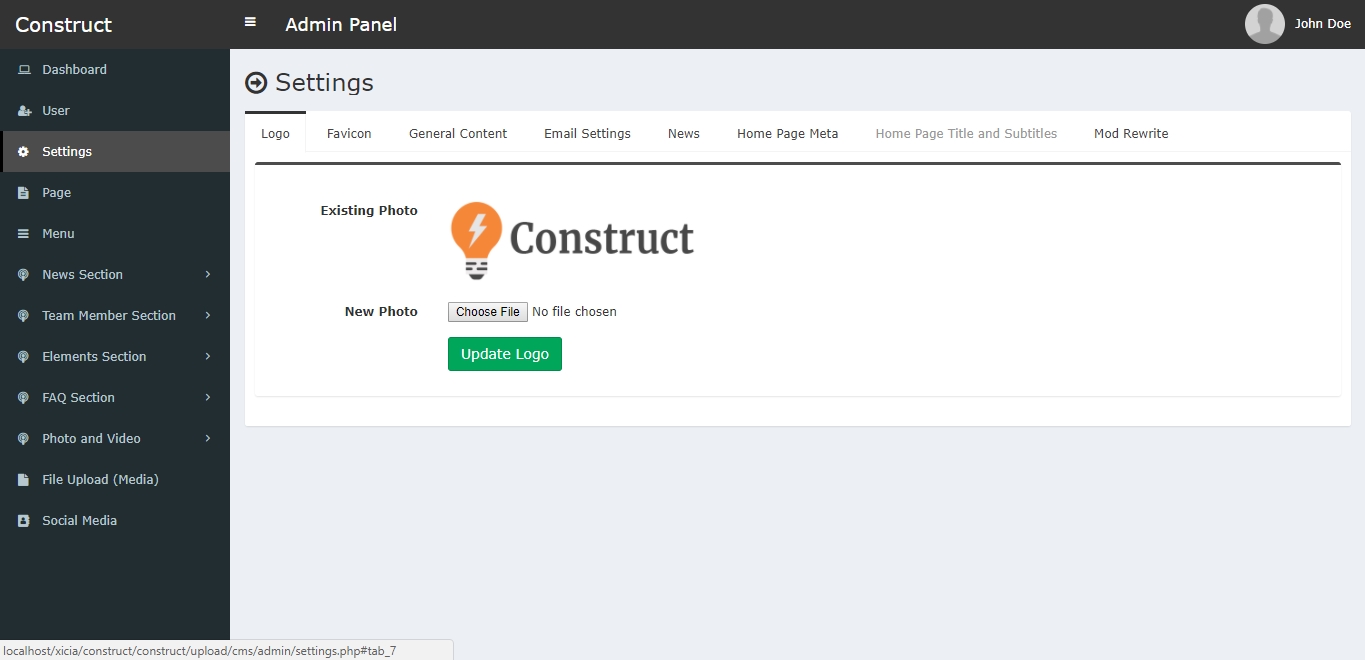 Construct
Admin Panel
John Doe
Dashboard
User
Settings
Page
Menu
News Section
Team Member Section
Elements Section
FAQ Section
Photo and Video
File Upload (Media)
Social Media
Settings
Logo Favicon General Content Email Settings News Home Page Meta Home Page Title and Subtitles Mod Rewrite
Existing Photo
Construct
New Photo Choose File No file chosen
Update Logo
localhost/xicia/construct/construct/upload/cms/admin/settings.php#tab_7